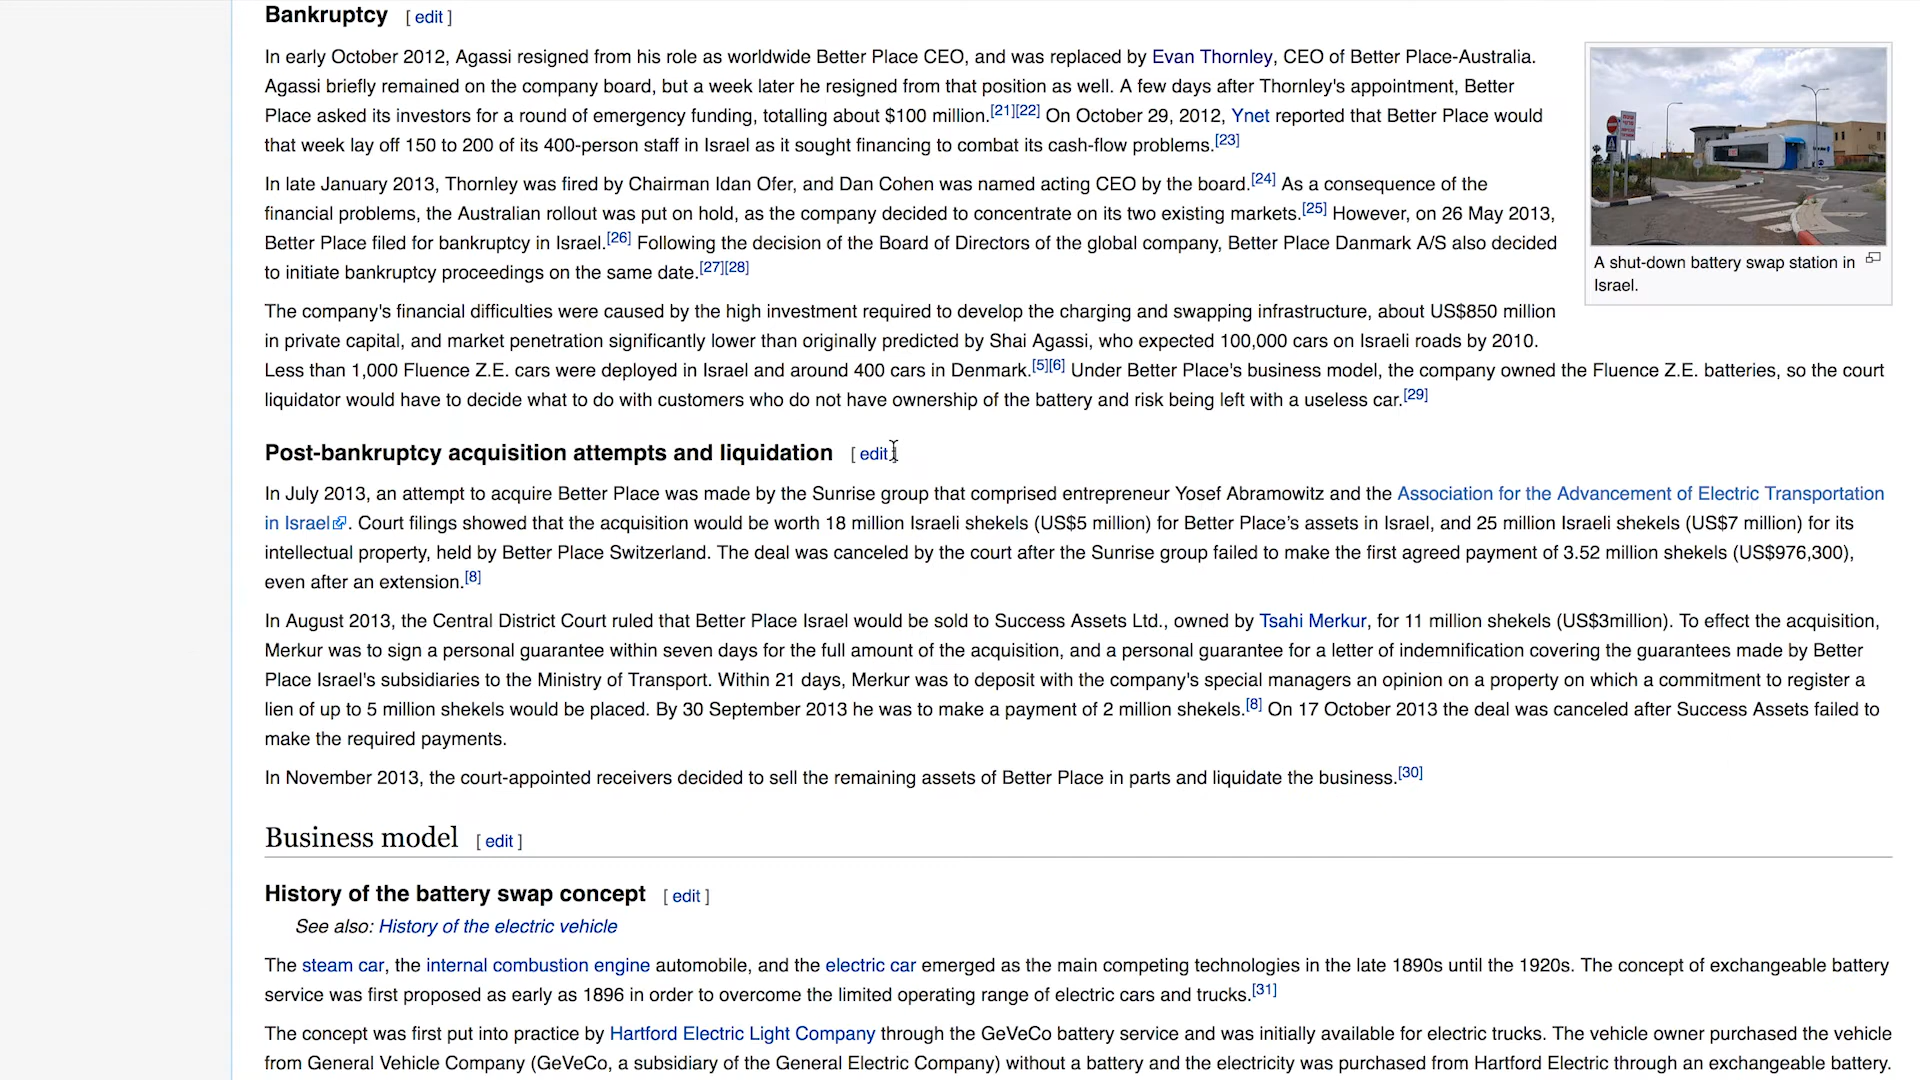 Bankruptcy [ edit ]
In early October 2012, Agassi resigned from his role as worldwide Better Place CEO, and was replaced by Evan Thornley, CEO of Better Place-Australia.
Agassi briefly remained on the company board, but a week later he resigned from that position as well. A few days after Thornley's appointment, Better
Place asked its investors for a round of emergency funding, totalling about $100 million.[21][22] On October 29, 2012, Ynet reported that Better Place would
that week lay off 150 to 200 of its 400-person staff in Israel as it sought financing to combat its cash-flow problems.[23]
In late January 2013, Thornley was fired by Chairman Idan Ofer, and Dan Cohen was named acting CEO by the board.[24] As a consequence of the
financial problems, the Australian rollout was put on hold, as the company decided to concentrate on its two existing markets.[25] However, on 26 May 2013,
Better Place filed for bankruptcy in Israel.[26] Following the decision of the Board of Directors of the global company, Better Place Danmark A/S also decided
to initiate bankruptcy proceedings on the same date.[27][28]
A shut-down battery swap station in
Israel.
The company's financial difficulties were caused by the high investment required to develop the charging and swapping infrastructure, about US$850 million
in private capital, and market penetration significantly lower than originally predicted by Shai Agassi, who expected 100,000 cars on Israeli roads by 2010.
Less than 1,000 Fluence Z.E. cars were deployed in Israel and around 400 cars in Denmark.[5][6] Under Better Place's business model, the company owned the Fluence Z.E. batteries, so the court
liquidator would have to decide what to do with customers who do not have ownership of the battery and risk being left with a useless car.[29]
Post-bankruptcy acquisition attempts and liquidation [ edit ]
In July 2013, an attempt to acquire Better Place was made by the Sunrise group that comprised entrepreneur Yosef Abramowitz and the Association for the Advancement of Electric Transportation
in Israel. Court filings showed that the acquisition would be worth 18 million Israeli shekels (US$5 million) for Better Place's assets in Israel, and 25 million Israeli shekels (US$7 million) for its
intellectual property, held by Better Place Switzerland. The deal was canceled by the court after the Sunrise group failed to make the first agreed payment of 3.52 million shekels (US$976,300),
even after an extension.[8]
In August 2013, the Central District Court ruled that Better Place Israel would be sold to Success Assets Ltd., owned by Tsahi Merkur, for 11 million shekels (US$3million). To effect the acquisition,
Merkur was to sign a personal guarantee within seven days for the full amount of the acquisition, and a personal guarantee for a letter of indemnification covering the guarantees made by Better
Place Israel's subsidiaries to the Ministry of Transport. Within 21 days, Merkur was to deposit with the company's special managers an opinion on a property on which a commitment to register a
lien of up to 5 million shekels would be placed. By 30 September 2013 he was to make a payment of 2 million shekels.[8] On 17 October 2013 the deal was canceled after Success Assets failed to
make the required payments.
In November 2013, the court-appointed receivers decided to sell the remaining assets of Better Place in parts and liquidate the business.[30]
Business model [ edit ]
History of the battery swap concept [ edit ]
See also: History of the electric vehicle
The steam car, the internal combustion engine automobile, and the electric car emerged as the main competing technologies in the late 1890s until the 1920s. The concept of exchangeable battery
service was first proposed as early as 1896 in order to overcome the limited operating range of electric cars and trucks.[31]
The concept was first put into practice by Hartford Electric Light Company through the GeVeCo battery service and was initially available for electric trucks. The vehicle owner purchased the vehicle
from General Vehicle Company (GeVeCo, a subsidiary of the General Electric Company) without a battery and the electricity was purchased from Hartford Electric through an exchangeable battery.